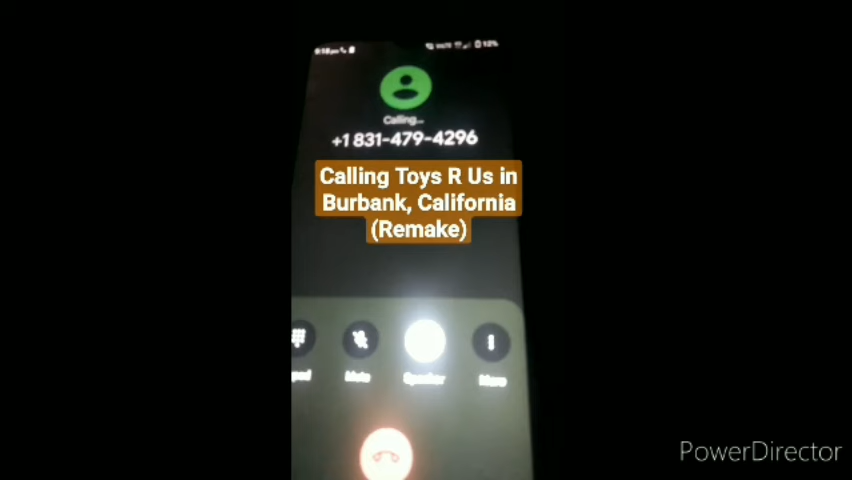 Calling...
+1 831-479-4296
Calling Toys R Us in
Burbank, California
(Remake)
Mute
Speaker
More
PowerDirector